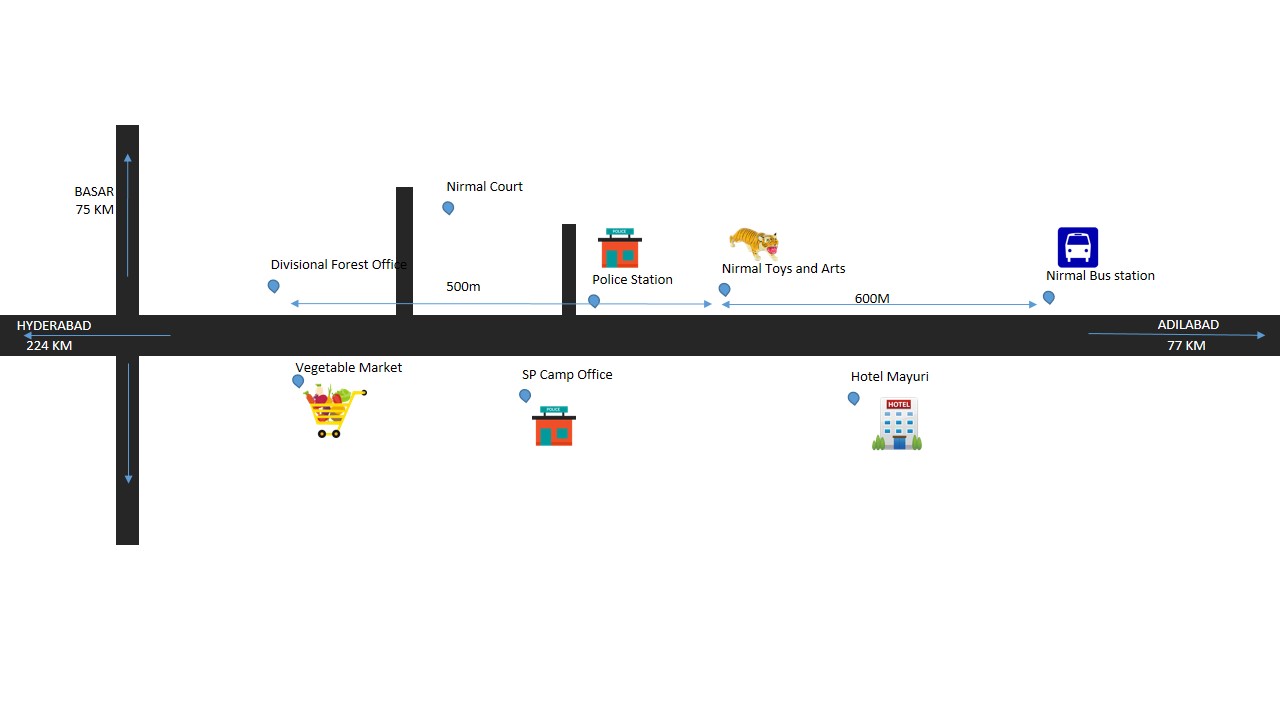 Nirmal Court
BASAR
75 KM
POLICE
Divisional Forest Office
Nirmal Toys and Arts
Nirmal Bus station
Police Station
500m
600M
HYDERABAD
224 KM
ADILABAD
77 KM
Vegetable Market
SP Camp Office
Hotel Mayuri
POLICE
HOTEL